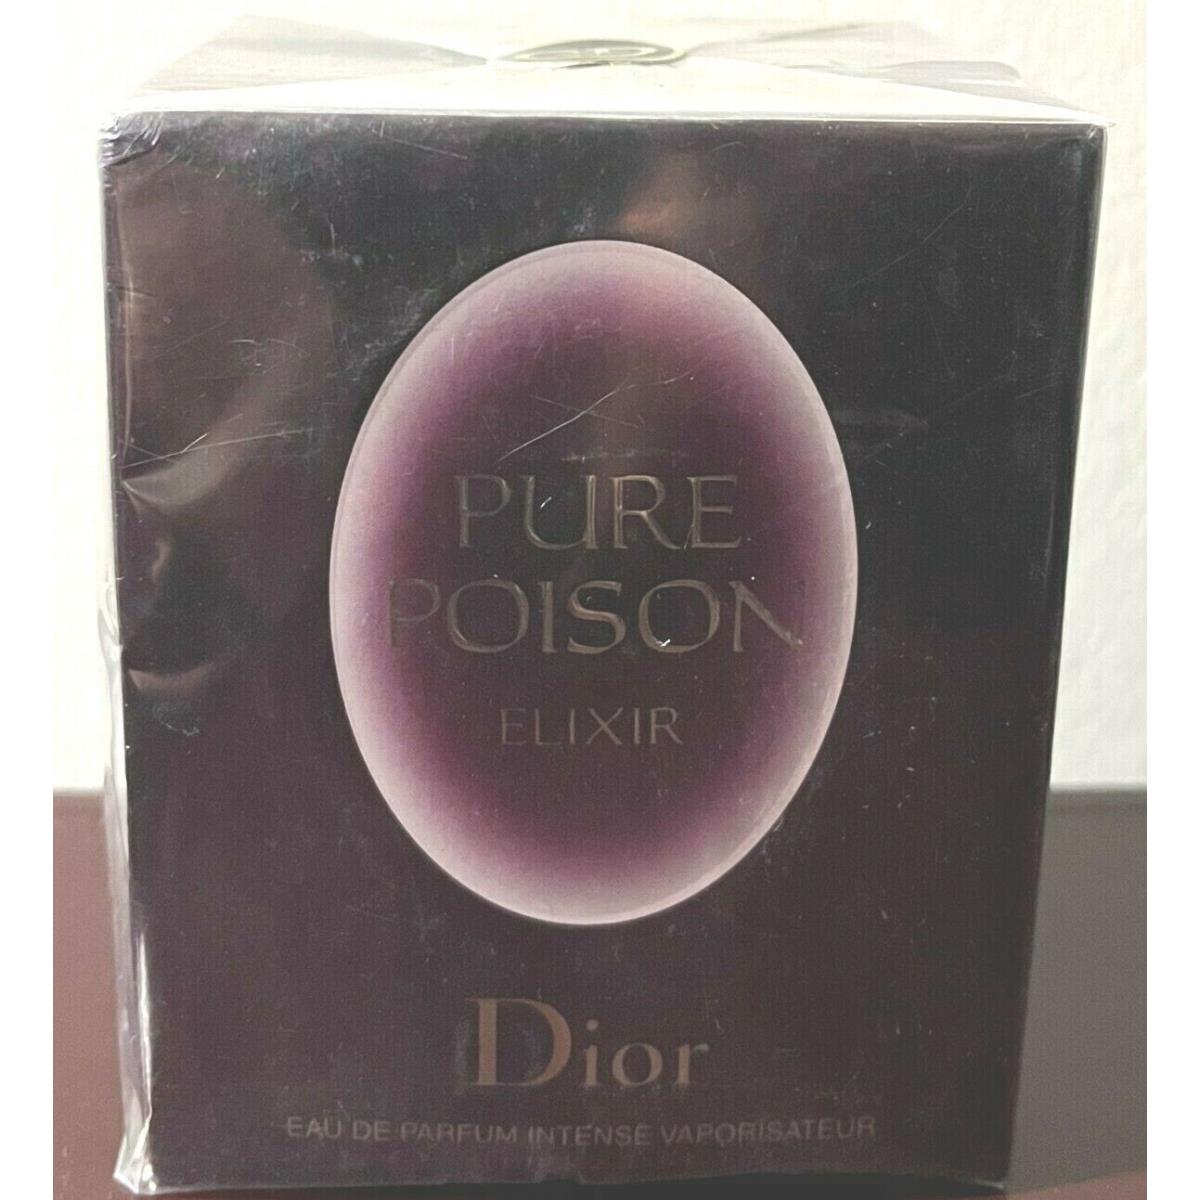 PURE
POISON
ELIXIR
Dior
EAU DE PARFUM INTENSE VAPORISATEUR